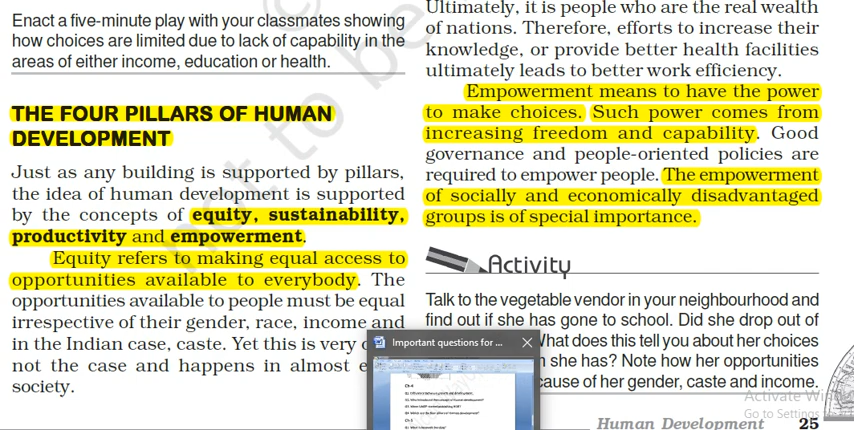 Enact a five-minute play with your classmates showing
how choices are limited due to lack of capability in the
areas of either income, education or health.
THE FOUR PILLARS OF HUMAN
DEVELOPMENT
Just as any building is supported by pillars,
the idea of human development is supported
by the concepts of equity, sustainability,
productivity and empowerment.
Equity refers to making equal access to
opportunities available to everybody. The
opportunities available to people must be equal
irrespective of their gender, race, income and
in the Indian case, caste. Yet this is very
not the case and happens in almost
society.
Ultimately, it is people who are the real wealth
of nations. Therefore, efforts to increase their
knowledge, or provide better health facilities
ultimately leads to better work efficiency.
Empowerment means to have the power
to make choices. Such power comes from
increasing freedom and capability. Good
governance and people-oriented policies are
required to empower people. The empowerment
of socially and economically disadvantaged
groups is of special importance.
Activity
Talk to the vegetable vendor in your neighbourhood and
find out if she has gone to school. Did she drop out of
What does this tell you about her choices
she has? Note how her opportunities
because of her gender, caste and income.
Important questions for ...
Activate
Go to Settings
Human Development 25
not to be